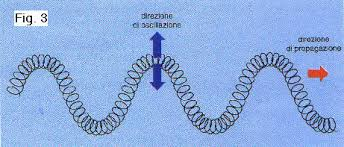 Fig. 3
direzione
di oscillazione
direzione
di propagazione